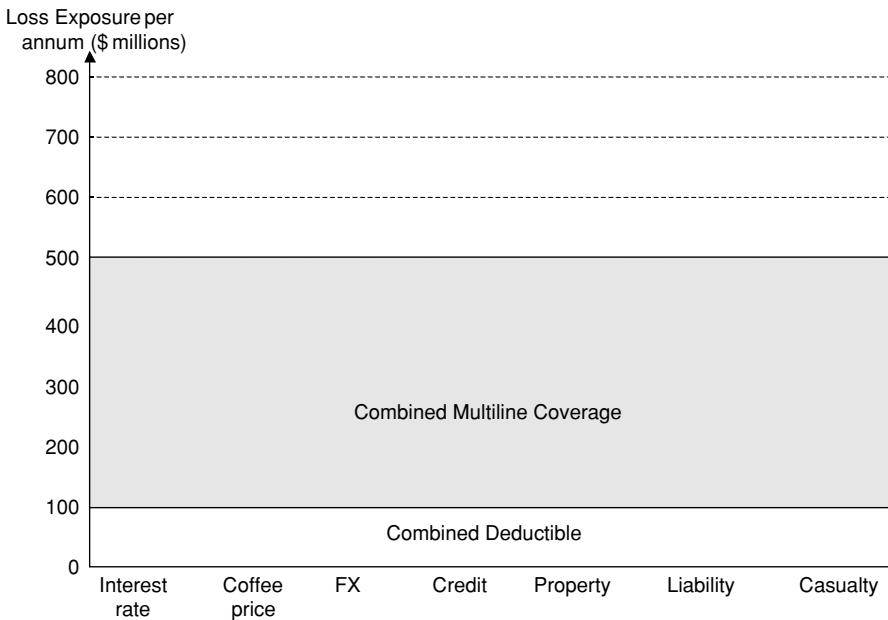 Loss Exposure per
annum ($ millions)
800
700
600
500
400
300
Combined Multiline Coverage
200
100
Combined Deductible
0
Interest rate
Coffee price
FX
Credit
Property
Liability
Casualty